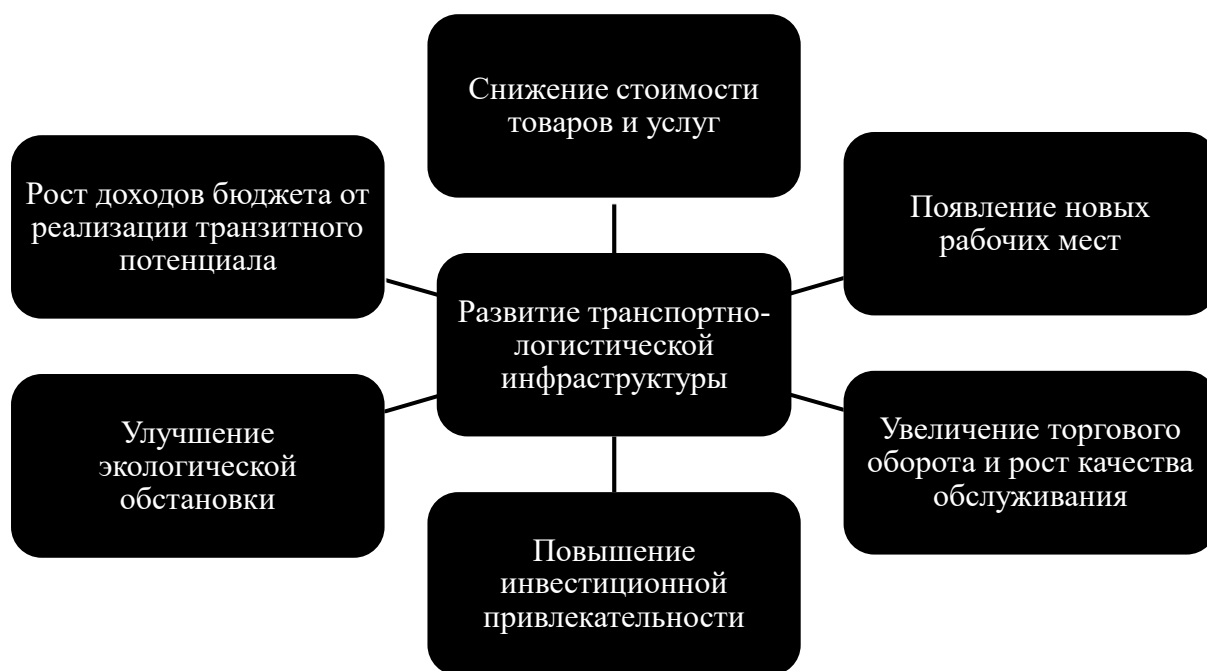 Снижение стоимости
товаров и услуг
Рост доходов бюджета от
реализации транзитного
потенциала
Появление новых
рабочих мест
Развитие транспортно-
логистической
инфраструктуры
Улучшение
экологической
обстановки
Увеличение торгового
оборота и рост качества
обслуживания
Повышение
инвестиционной
привлекательности